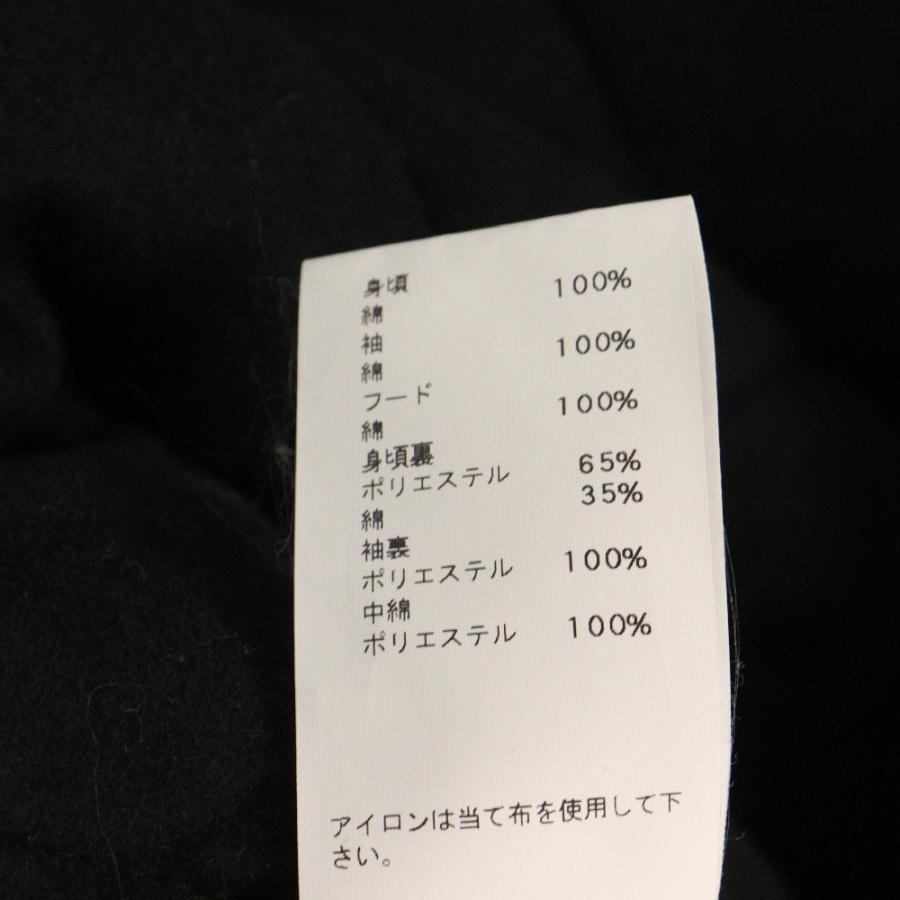 身頃
綿 100%
袖
綿 100%
フード
綿 100%
身頃裏
ポリエステル 65%
綿 35%
袖裏
ポリエステル 100%
中綿
ポリエステル 100%
アイロンは当て布を使用して下
さい。